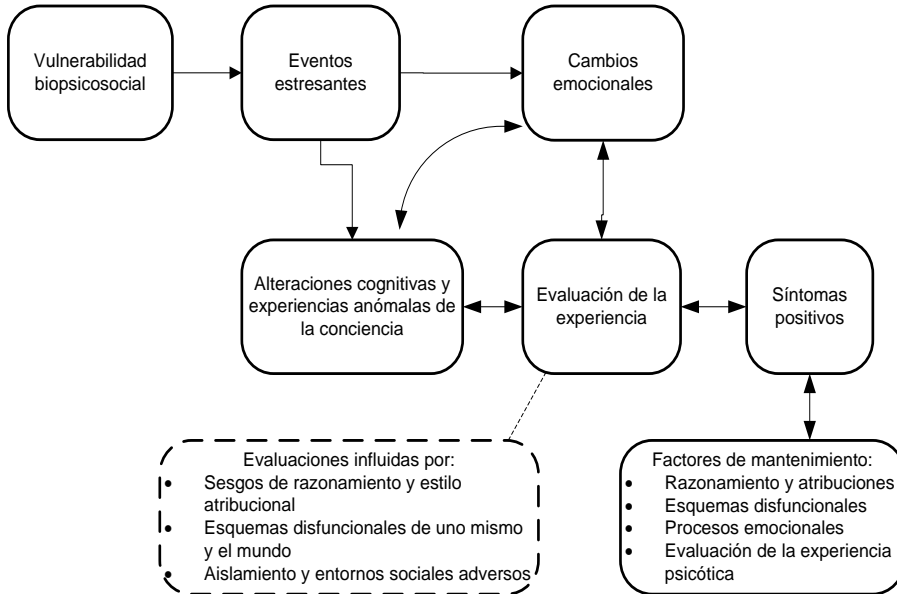 Vulnerabilidad
biopsicosocial
Eventos
estresantes
Cambios
emocionales
Alteraciones cognitivas y
experiencias anómalas de
la conciencia
Evaluación de la
experiencia
Síntomas
positivos
Evaluaciones influidas por:
• Sesgos de razonamiento y estilo
atribucional
• Esquemas disfuncionales de uno mismo
y el mundo
• Aislamiento y entornos sociales adversos
Factores de mantenimiento:
• Razonamiento y atribuciones
• Esquemas disfuncionales
• Procesos emocionales
• Evaluación de la experiencia
psicótica